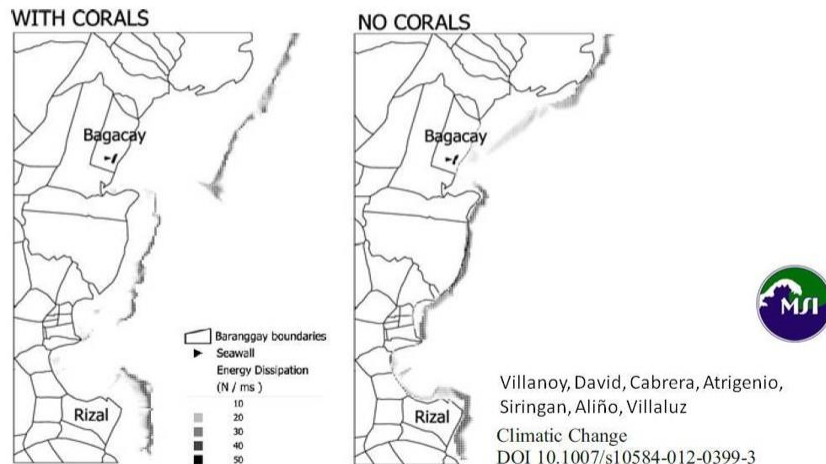 WITH CORALS
NO CORALS
Bagacay
Bagacay
Baranggay boundaries
Seawall
Energy Dissipation
(N / ms )
10
20
30
40
50
Rizal
Rizal
MSI
Villanoy, David, Cabrera, Atrigenio,
Siringan, Aliño, Villaluz
Climatic Change
DOI 10.1007/s10584-012-0399-3